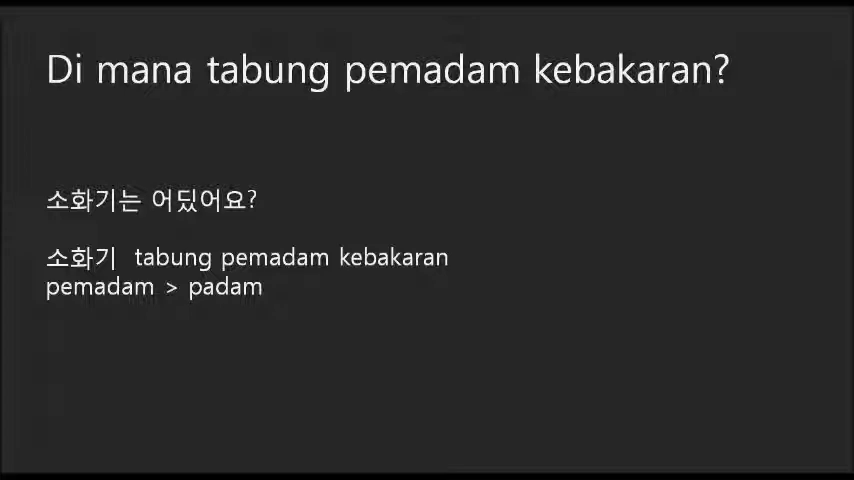 Di mana tabung pemadam kebakaran?
소화기는 어딨어요?
소화기 tabung pemadam kebakaran
pemadam > padam